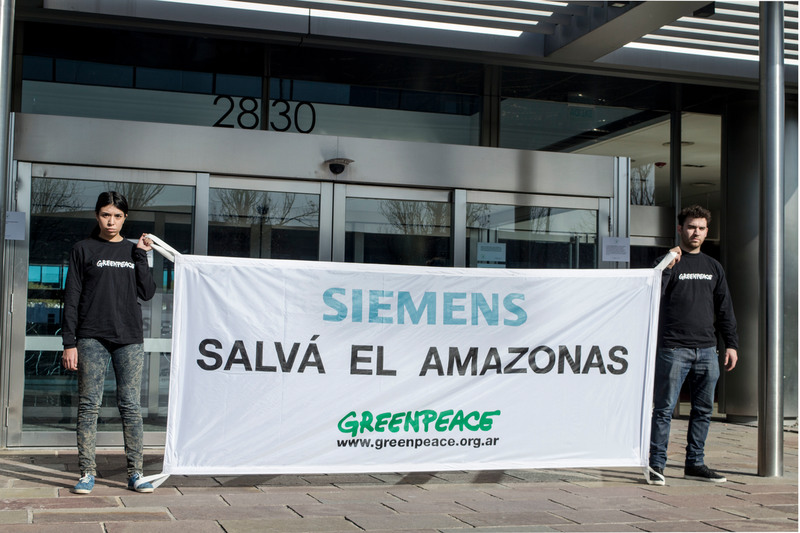 2830
GREENPEACE
GREENPEACE
SIEMENS
SALVÁ EL AMAZONAS
GREENPEACE
www.greenpeace.org.ar